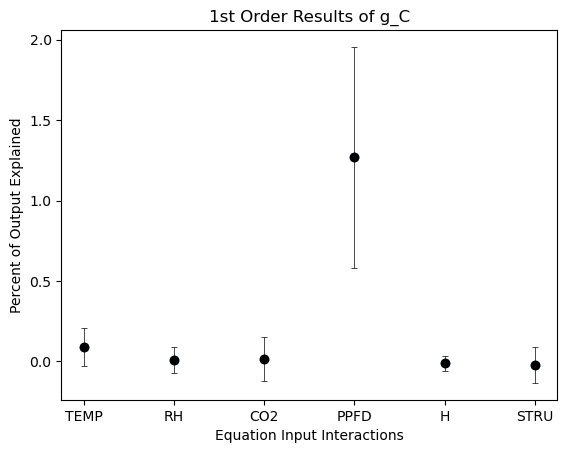 1st Order Results of g_C
Percent of Output Explained
2.0
1.5
1.0
0.5
0.0
TEMP RH CO2 PPFD H STRU
Equation Input Interactions